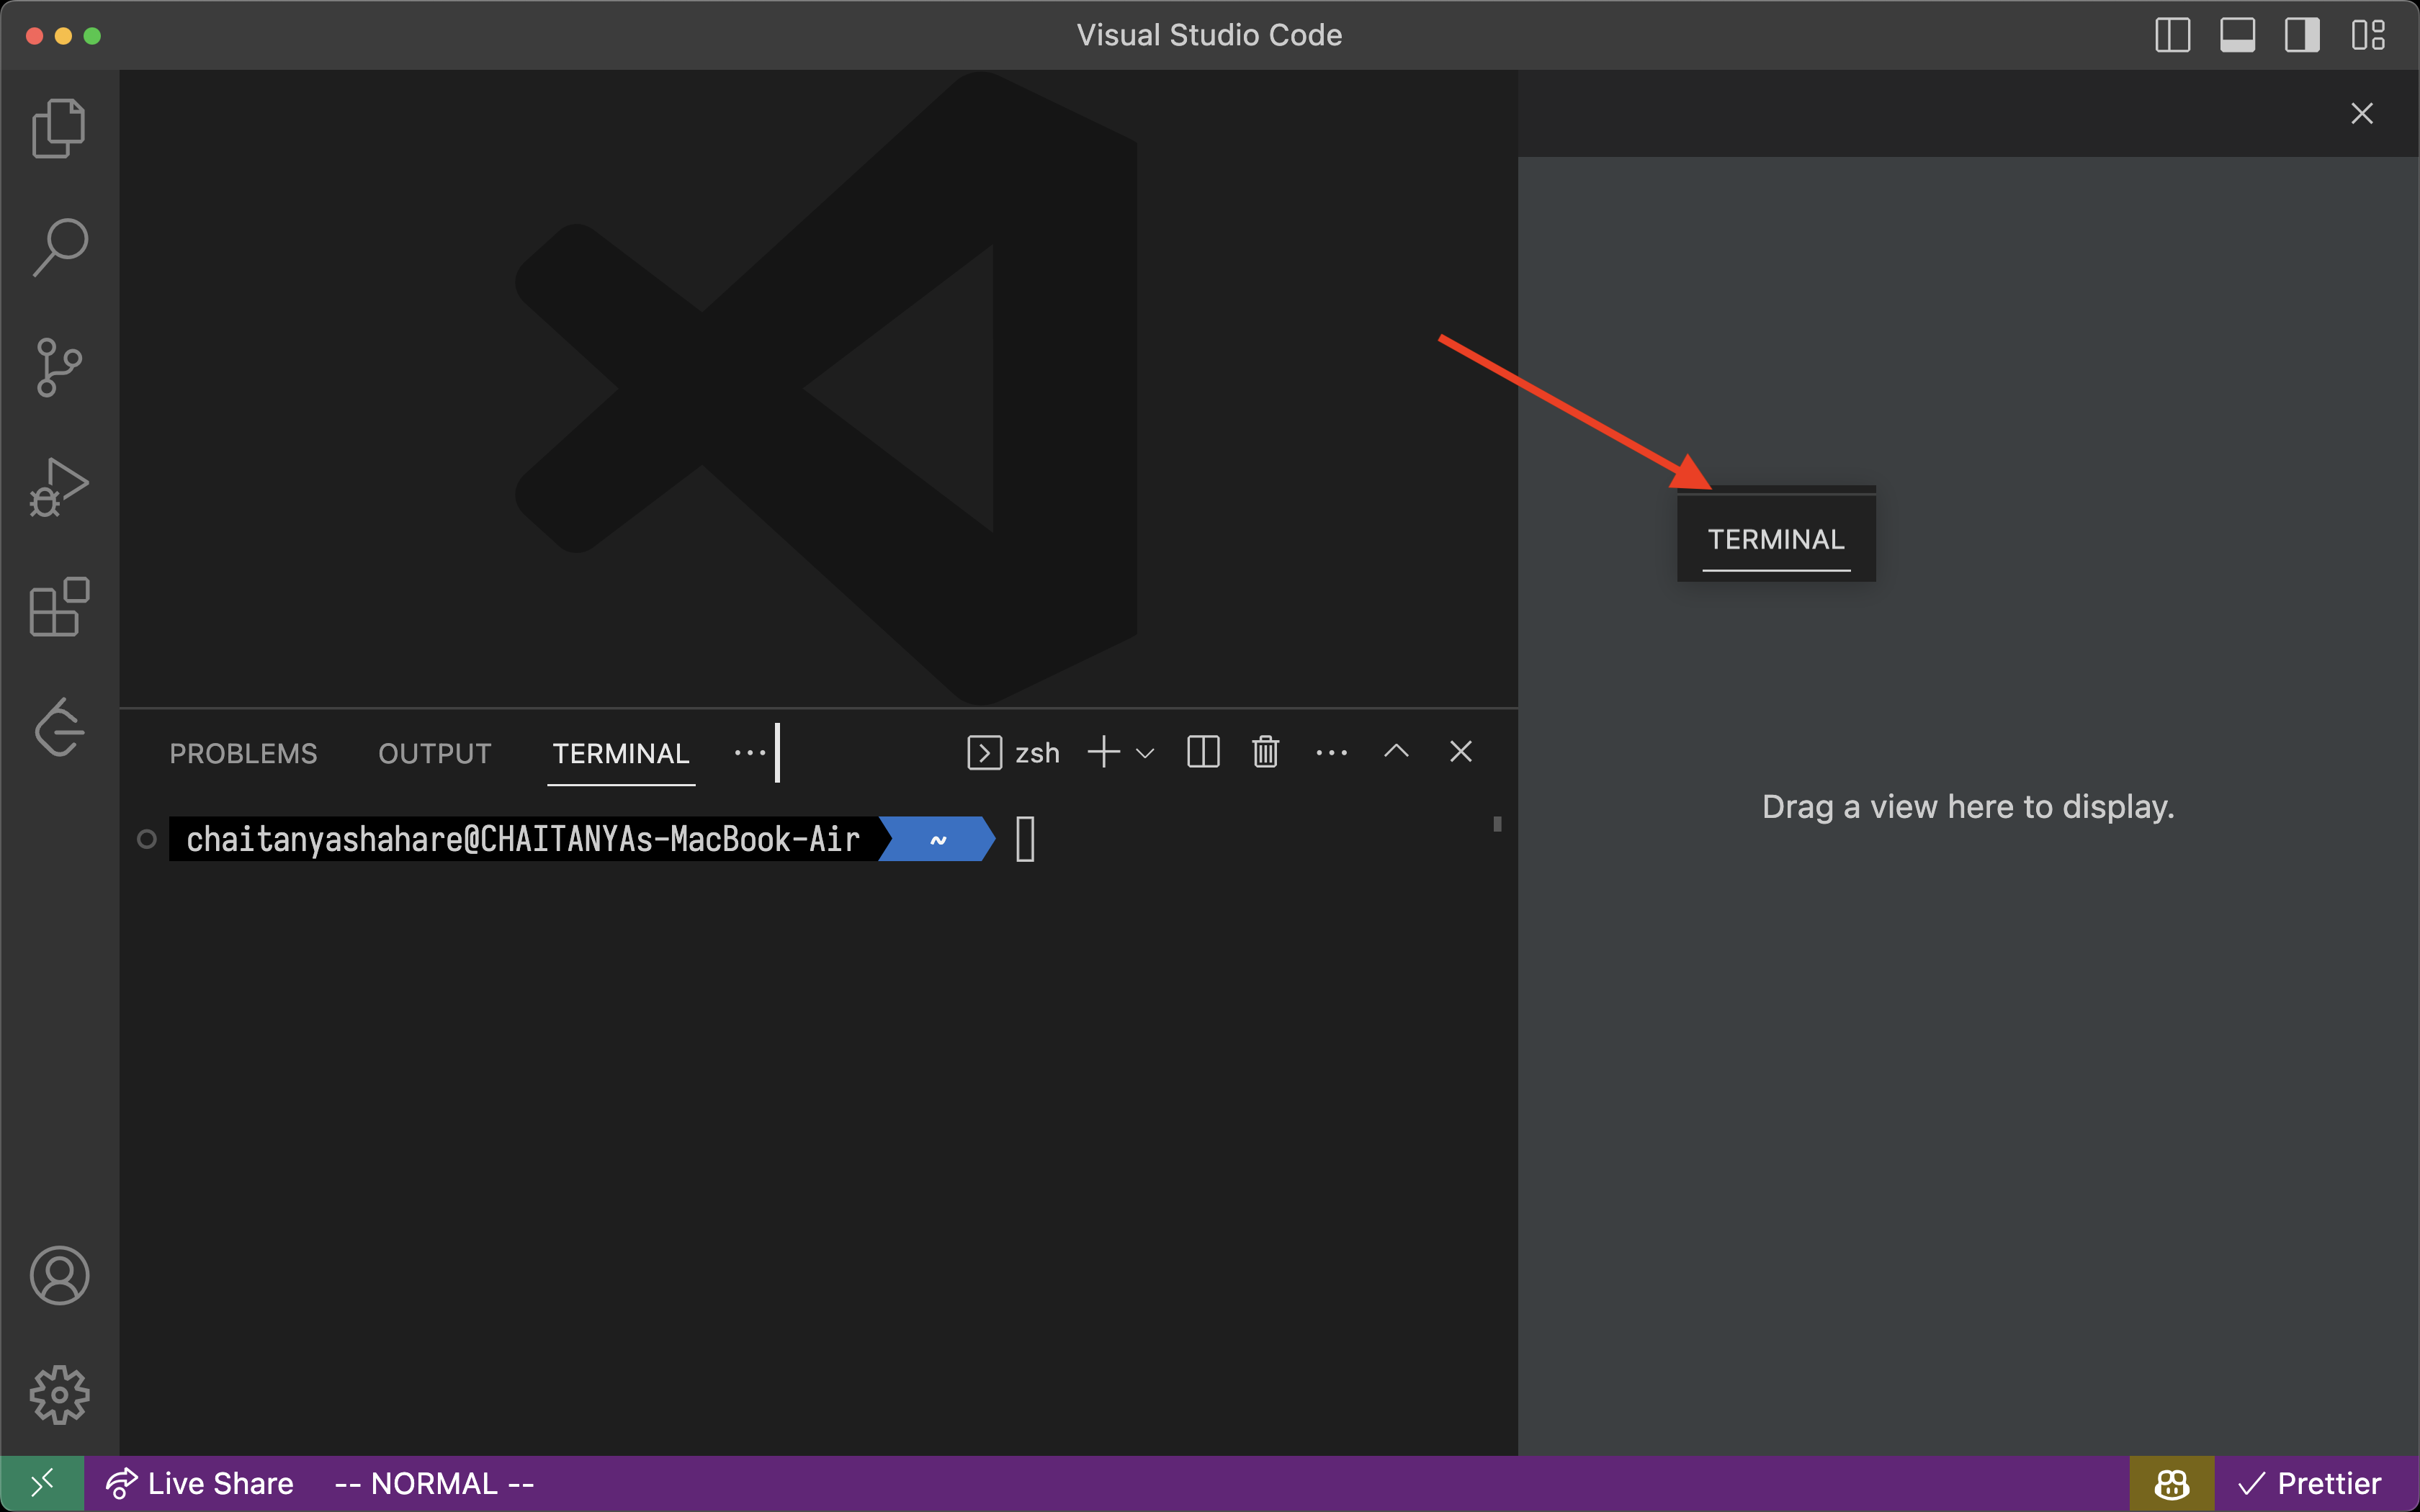 Visual Studio Code
TERMINAL
PROBLEMS OUTPUT TERMINAL ... zsh
chaitanyashahare@CHAITANYAs-MacBook-Air ~
Drag a view here to display.
Live Share -- NORMAL -- Prettier